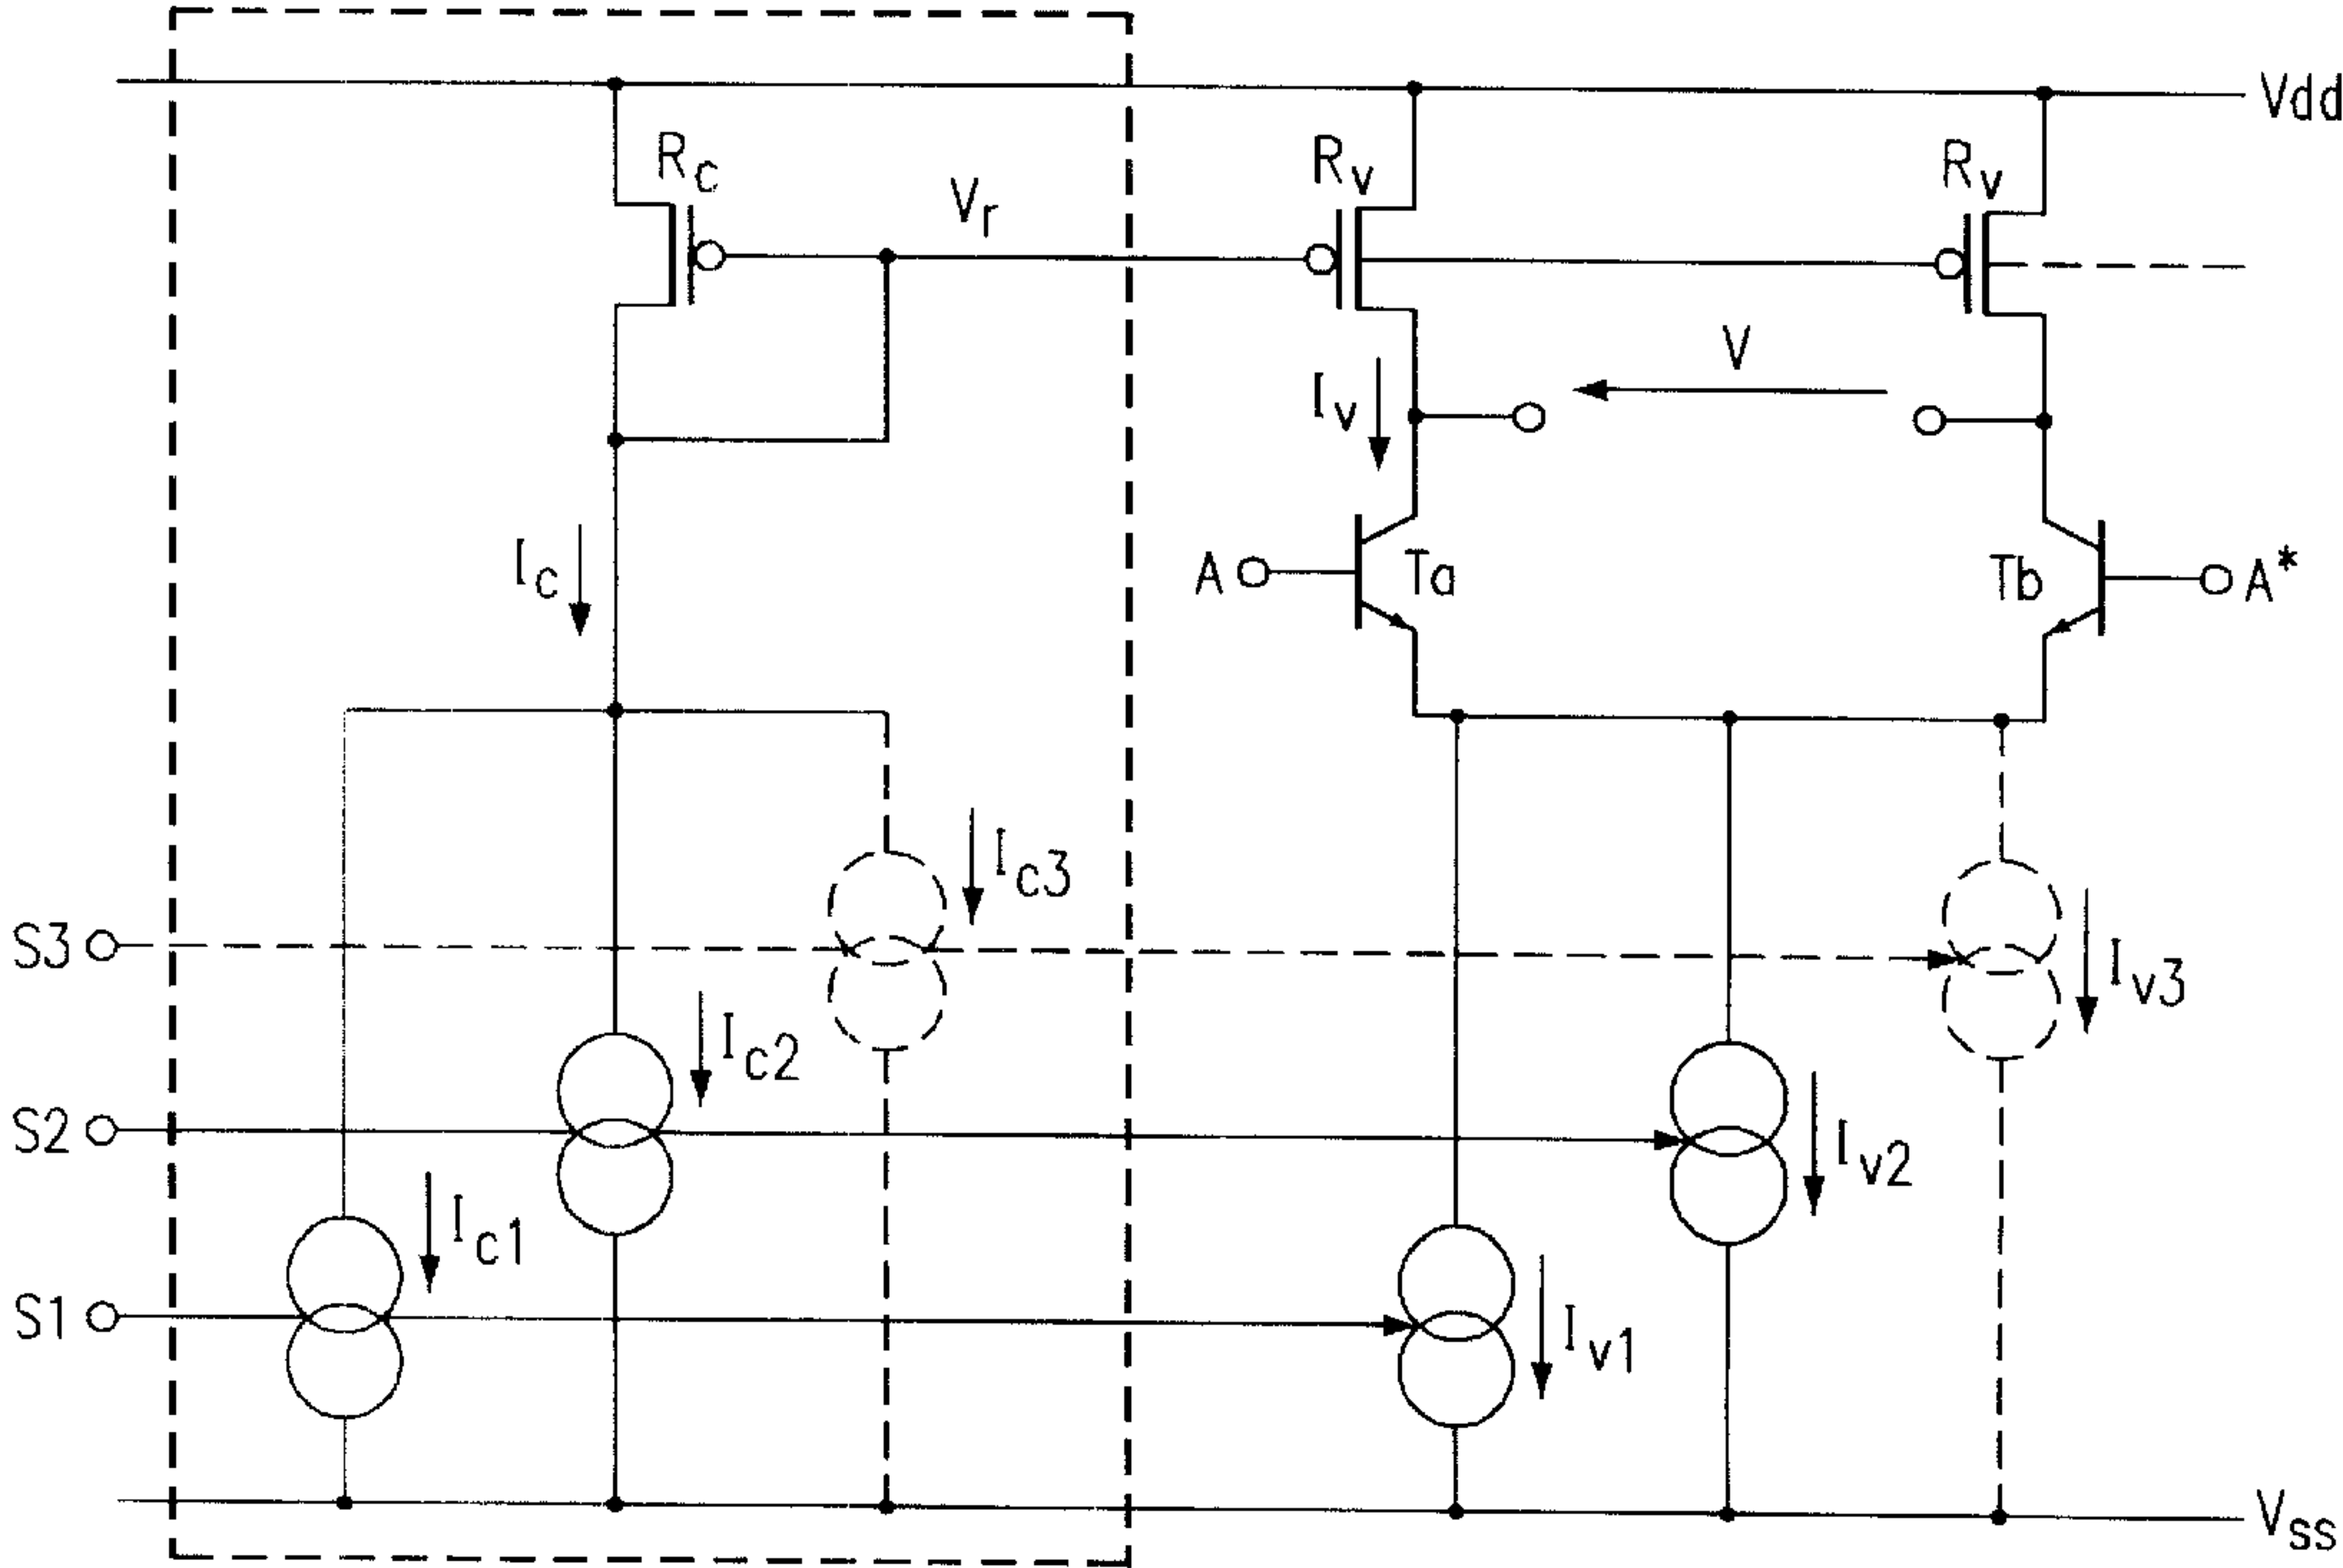 Vdd
Rc
Vr
Rv
Rv
V
Iv
Ic
A
Ta
Tb
A*
Ic3
S3
Iv3
Ic2
S2
Iv2
Ic1
S1
Iv1
Vss